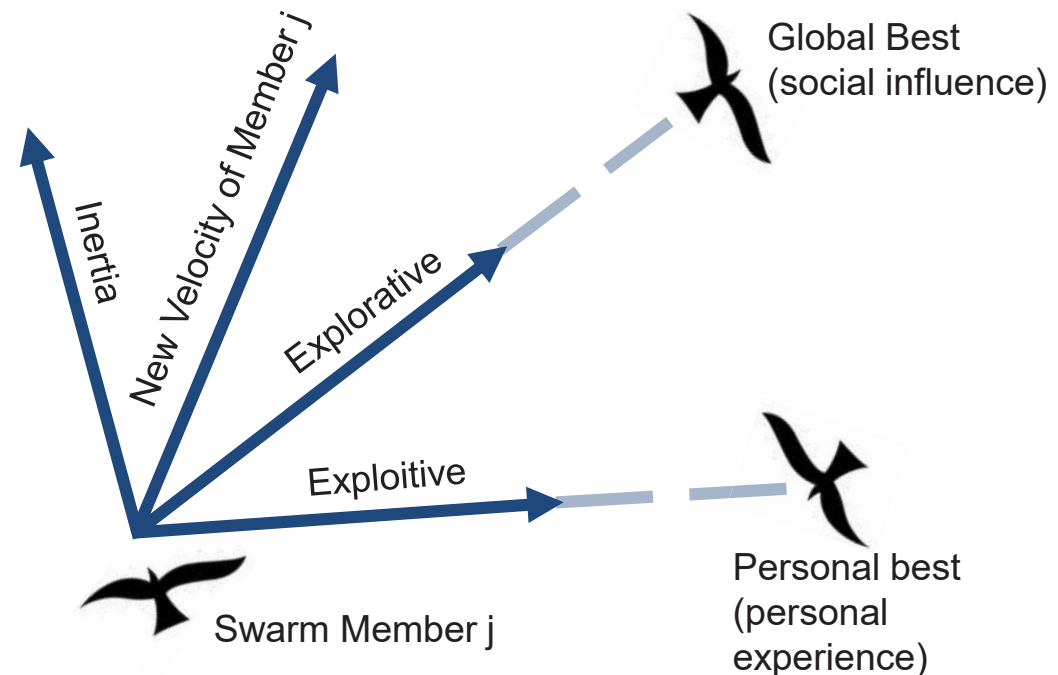 Global Best
(social influence)
Inertia
New Velocity of Member j
Explorative
Exploitive
Personal best
(personal
experience)
Swarm Member j